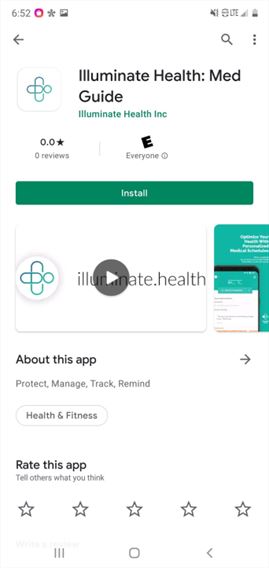 6:52
LTE
Illuminate Health: Med
Guide
Illuminate Health Inc
0.0★
0 reviews
E
Everyone
Install
illuminate.health
Optimize Your
Health With
Personalized
Medical Schedules
About this app
Protect, Manage, Track, Remind
Health & Fitness
Rate this app
Tell others what you think
Write a review